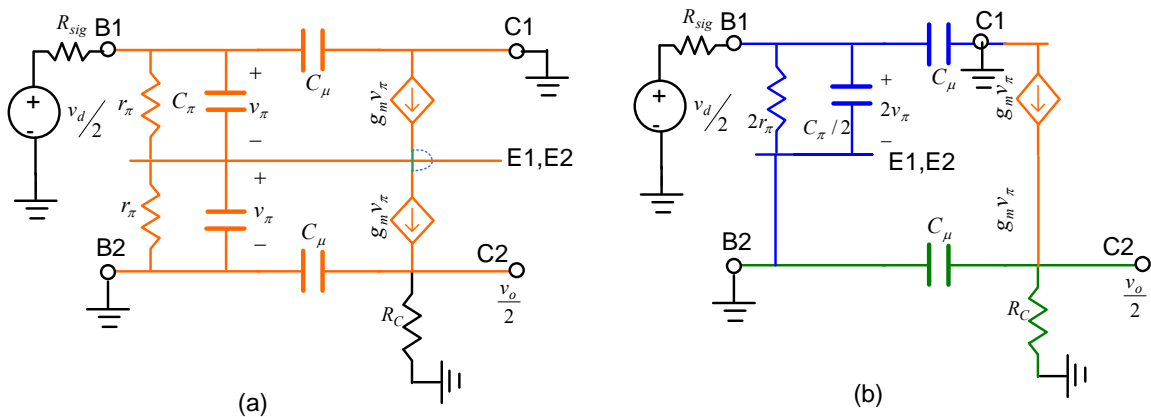 R_sig
B1
C1
C_μ
+
C_π
v_π
r_π
g_m v_π
v_d/2
+
-
−
E1,E2
+
r_π
v_π
g_m v_π
−
B2
C_μ
C2
v_o/2
R_C
(a)
R_sig
B1
C1
C_μ
v_d/2
+
-
2r_π
C_π/2
+
2v_π
−
g_m v_π
E1,E2
g_m v_π
B2
C_μ
C2
v_o/2
R_C
(b)